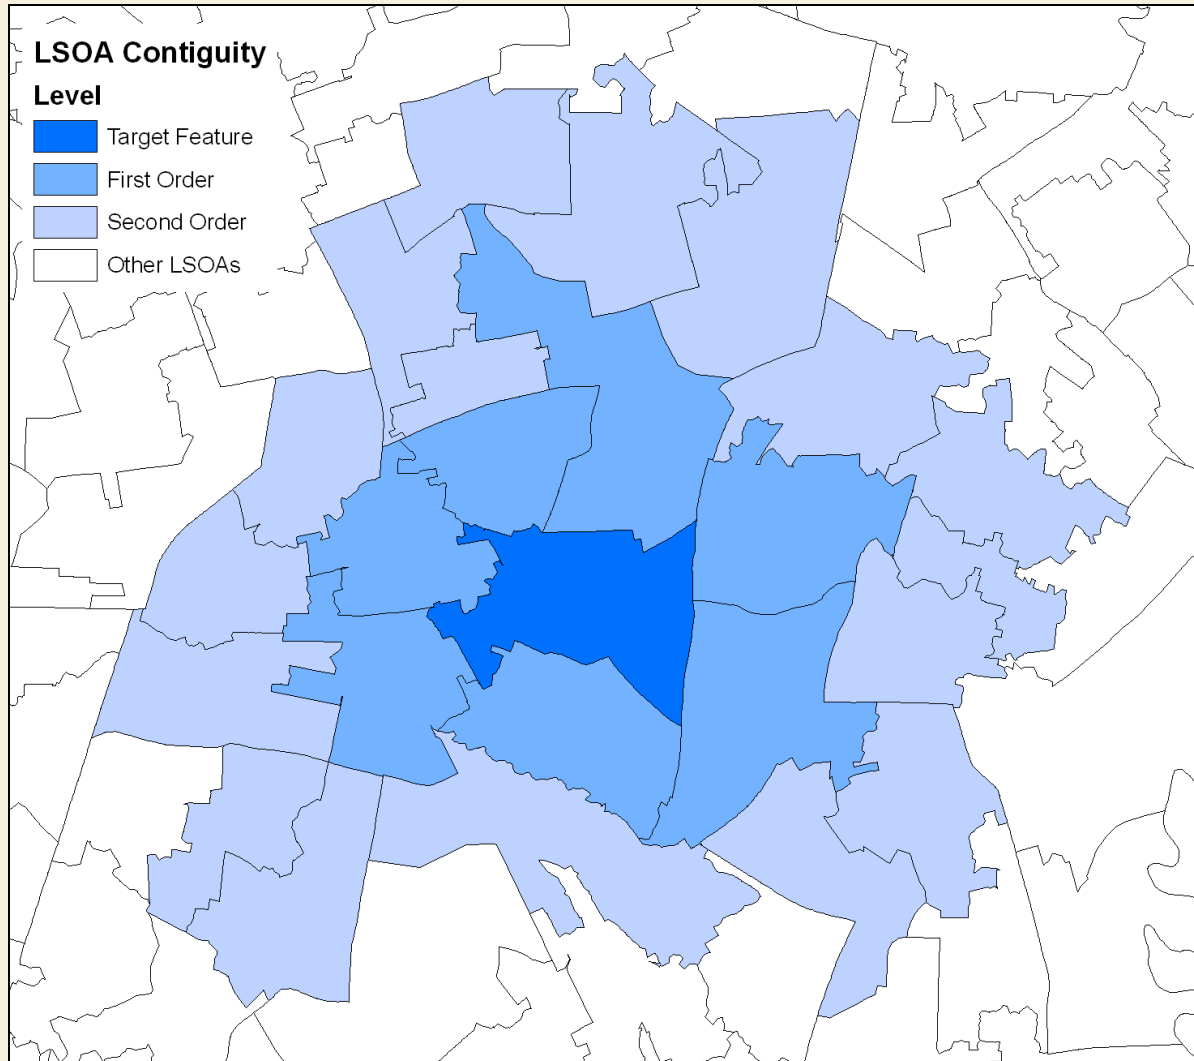 LSOA Contiguity
Level
Target Feature
First Order
Second Order
Other LSOAs